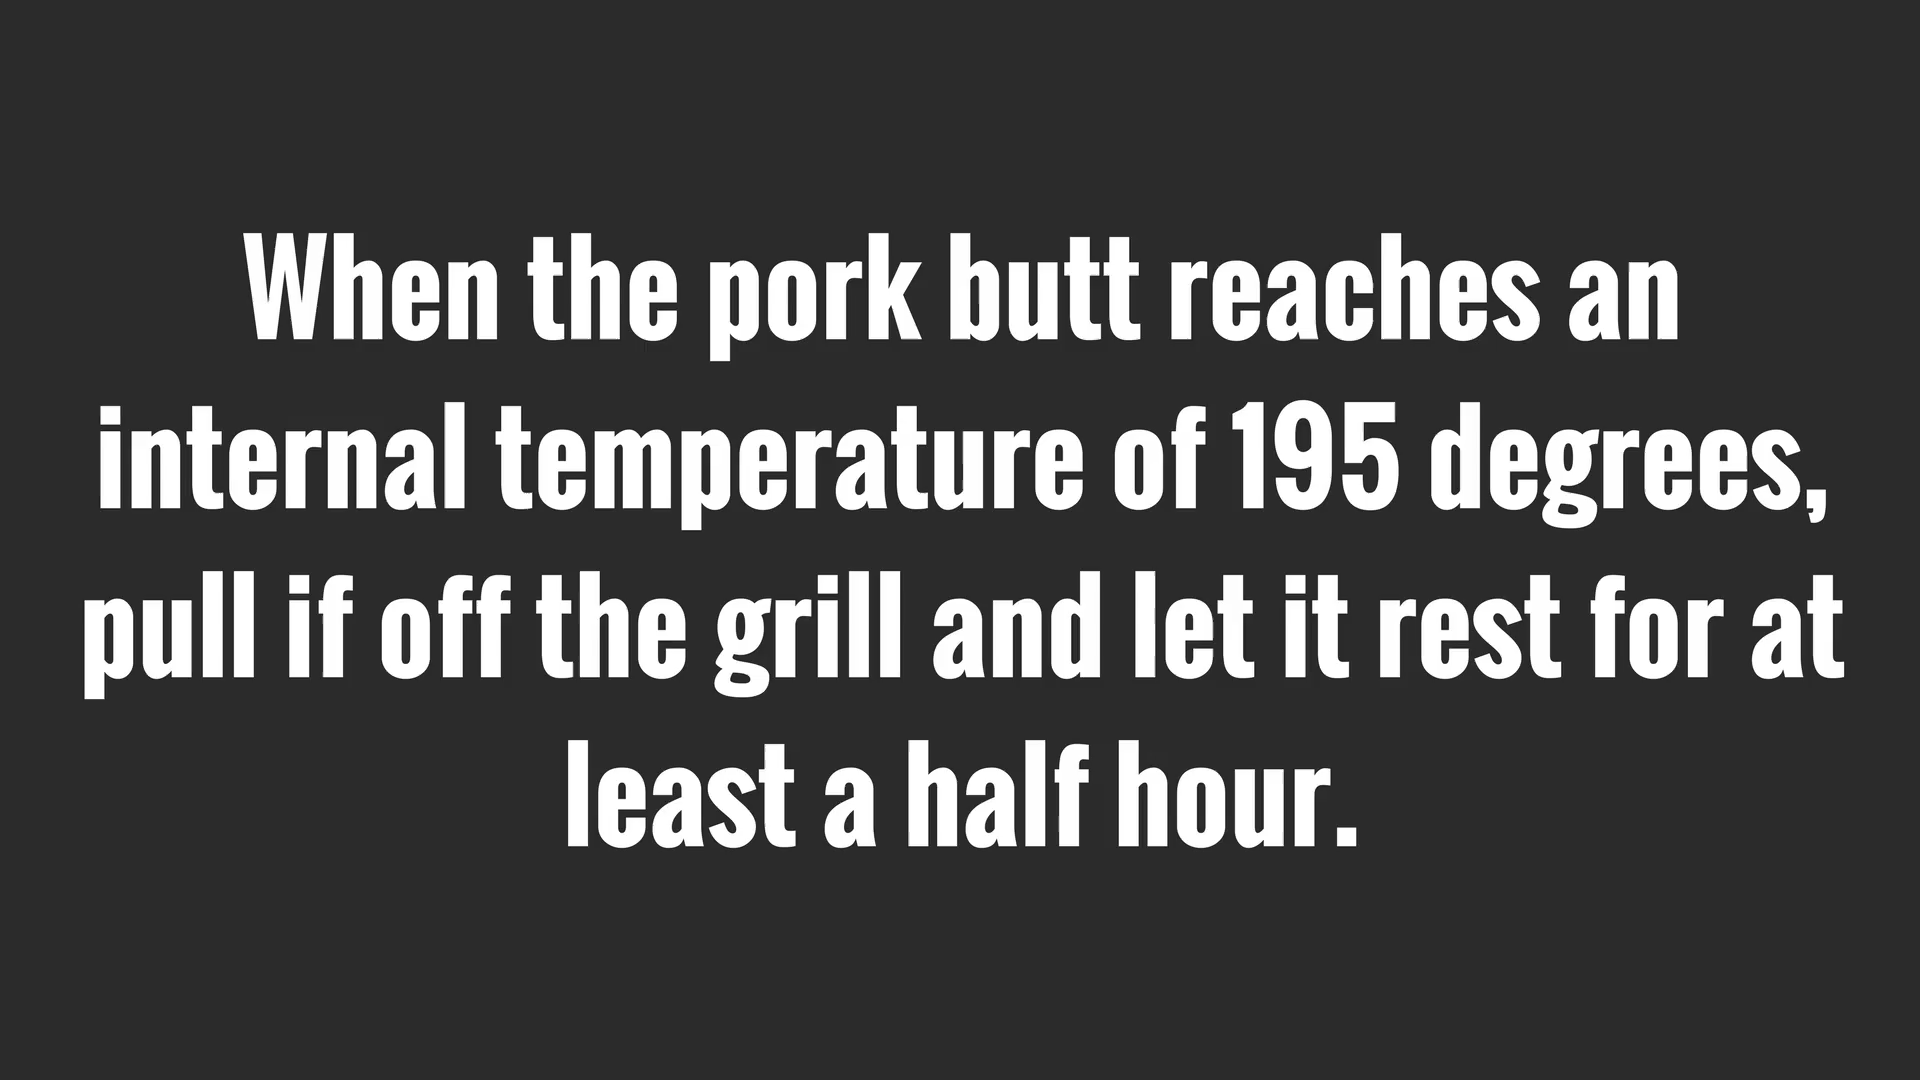 When the pork butt reaches an
internal temperature of 195 degrees,
pull if off the grill and let it rest for at
least a half hour.